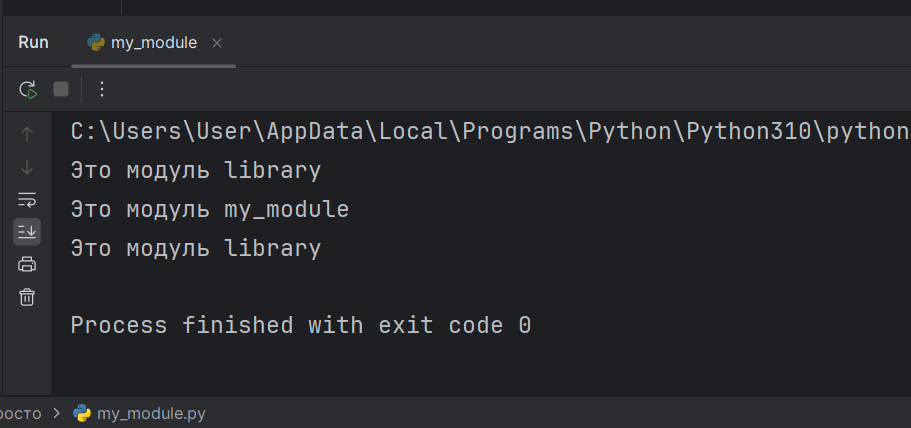 Run my_module
C:\Users\User\AppData\Local\Programs\Python\Python310\python
Это модуль library
Это модуль my_module
Это модуль library
Process finished with exit code 0
росто > my_module.py